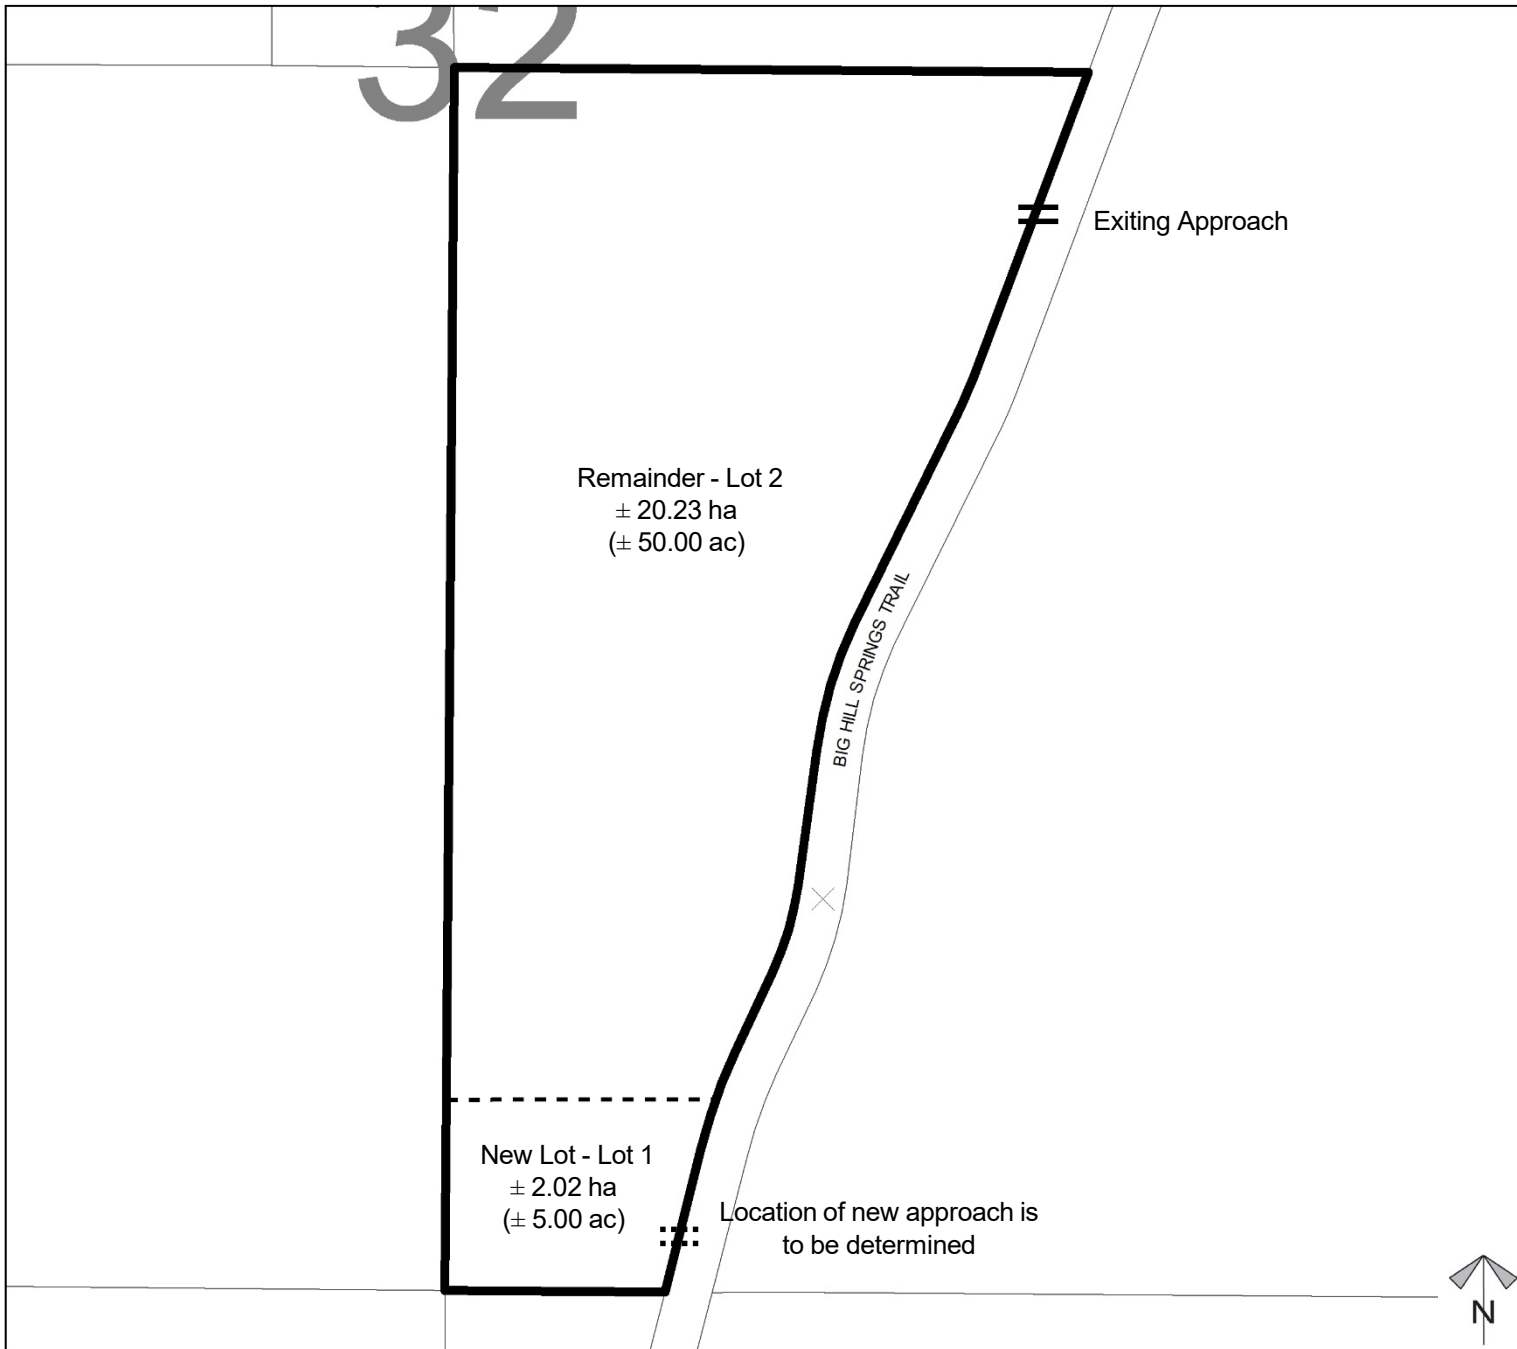 32
Exiting Approach
Remainder - Lot 2
± 20.23 ha
(± 50.00 ac)
BIG HILL SPRINGS TRAIL
New Lot - Lot 1
± 2.02 ha
(± 5.00 ac)
Location of new approach is
to be determined
N